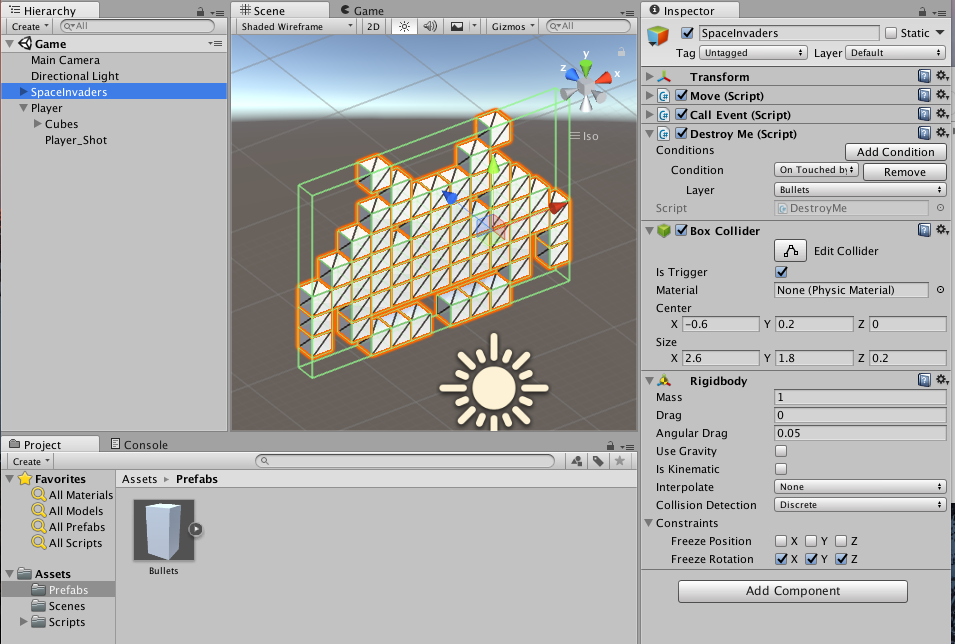 Hierarchy
Create
All
Game
Main Camera
Directional Light
SpaceInvaders
Player
Cubes
Player_Shot
Scene
Game
Shaded Wireframe
2D
Gizmos
All
y
z
x
Iso
Inspector
SpaceInvaders
Static
Tag
Untagged
Layer
Default
Transform
Move (Script)
Call Event (Script)
Destroy Me (Script)
Conditions
Add Condition
Condition
On Touched by
Remove
Layer
Bullets
Script
DestroyMe
Box Collider
Edit Collider
Is Trigger
Material
None (Physic Material)
Center
X -0.6 Y 0.2 Z 0
Size
X 2.6 Y 1.8 Z 0.2
Rigidbody
Mass 1
Drag 0
Angular Drag 0.05
Use Gravity
Is Kinematic
Interpolate None
Collision Detection Discrete
Constraints
Freeze Position X Y Z
Freeze Rotation X Y Z
Add Component
Project
Console
Create
Favorites
All Materials
All Models
All Prefabs
All Scripts
Assets
Prefabs
Scenes
Scripts
Assets ▸ Prefabs
Bullets